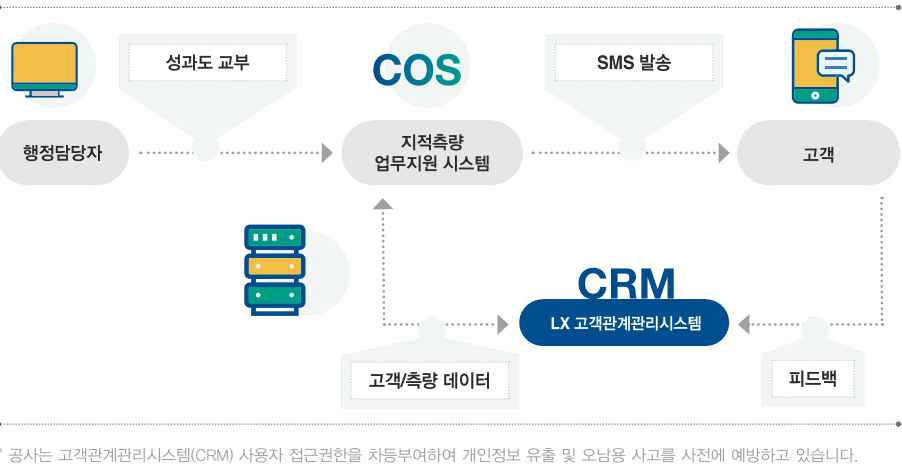 성과도 교부
COS
SMS 발송
행정담당자
지적측량
업무지원 시스템
고객
CRM
LX 고객관계관리시스템
고객/측량 데이터
피드백
* 공사는 고객관계관리시스템(CRM) 사용자 접근권한을 차등부여하여 개인정보 유출 및 오남용 사고를 사전에 예방하고 있습니다.